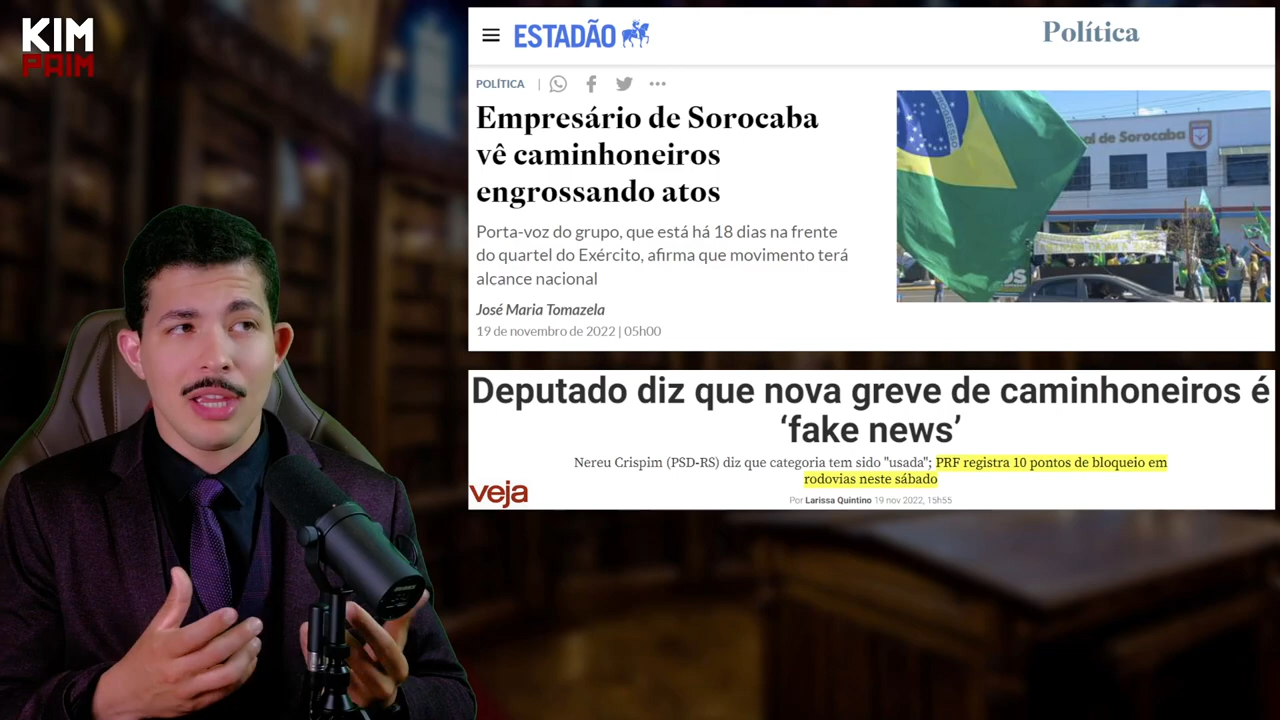 KIM
PAIM
ESTADÃO
Política
POLÍTICA
Empresário de Sorocaba
vê caminhoneiros
engrossando atos
Porta-voz do grupo, que está há 18 dias na frente
do quartel do Exército, afirma que movimento terá
alcance nacional
José Maria Tomazela
19 de novembro de 2022 | 05h00
al de Sorocaba
Deputado diz que nova greve de caminhoneiros é
‘fake news’
Nereu Crispim (PSD-RS) diz que categoria tem sido "usada"; PRF registra 10 pontos de bloqueio em
rodovias neste sábado
veja
Por Larissa Quintino 19 nov 2022, 15h55